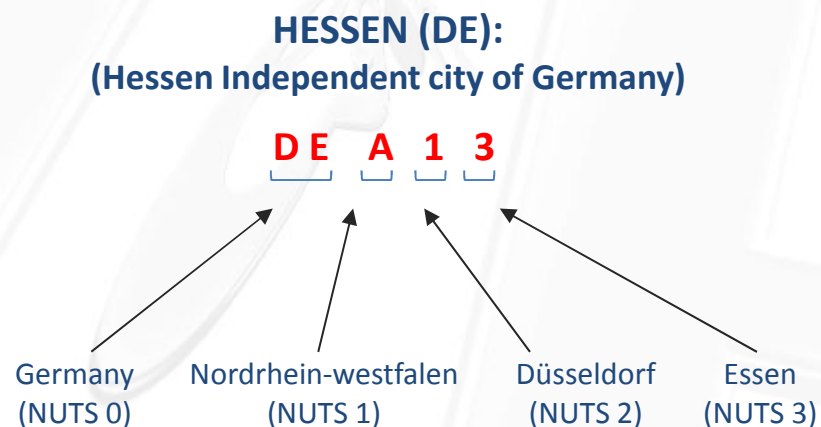 HESSEN (DE):
(Hessen Independent city of Germany)
D E A 1 3
Germany Nordrhein-westfalen Düsseldorf Essen
(NUTS 0) (NUTS 1) (NUTS 2) (NUTS 3)